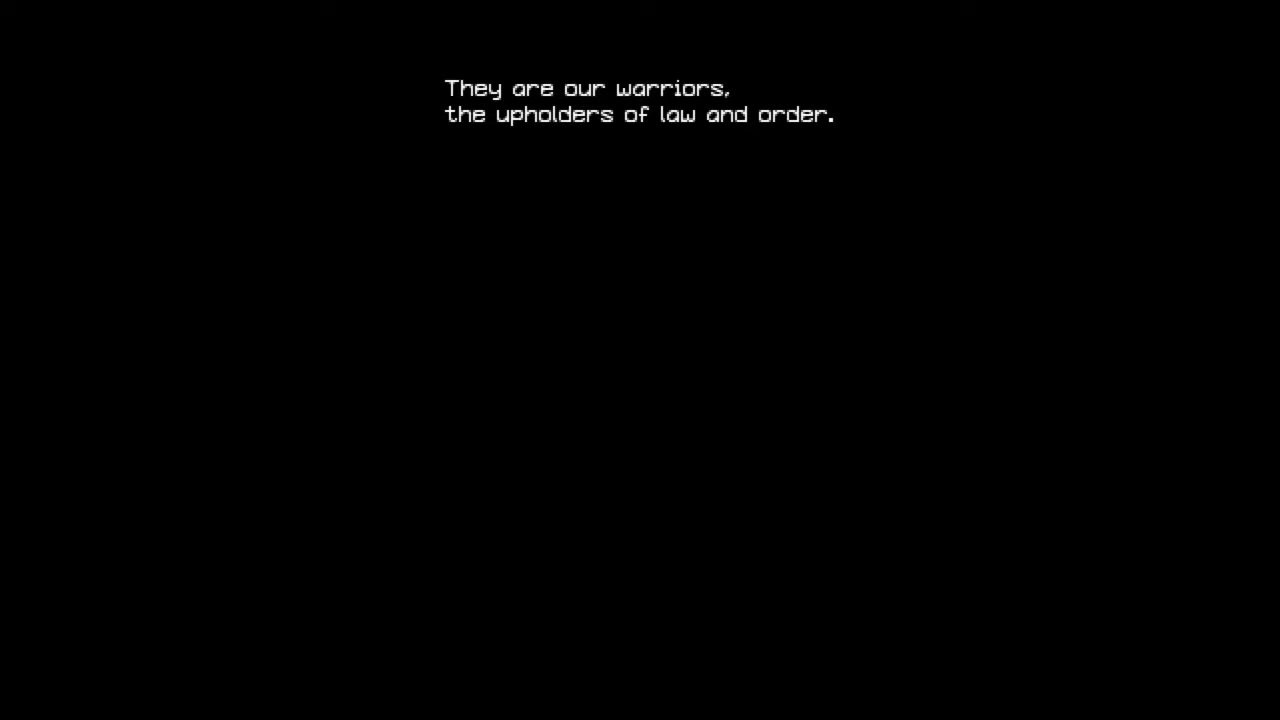 They are our warriors,
the upholders of law and order.